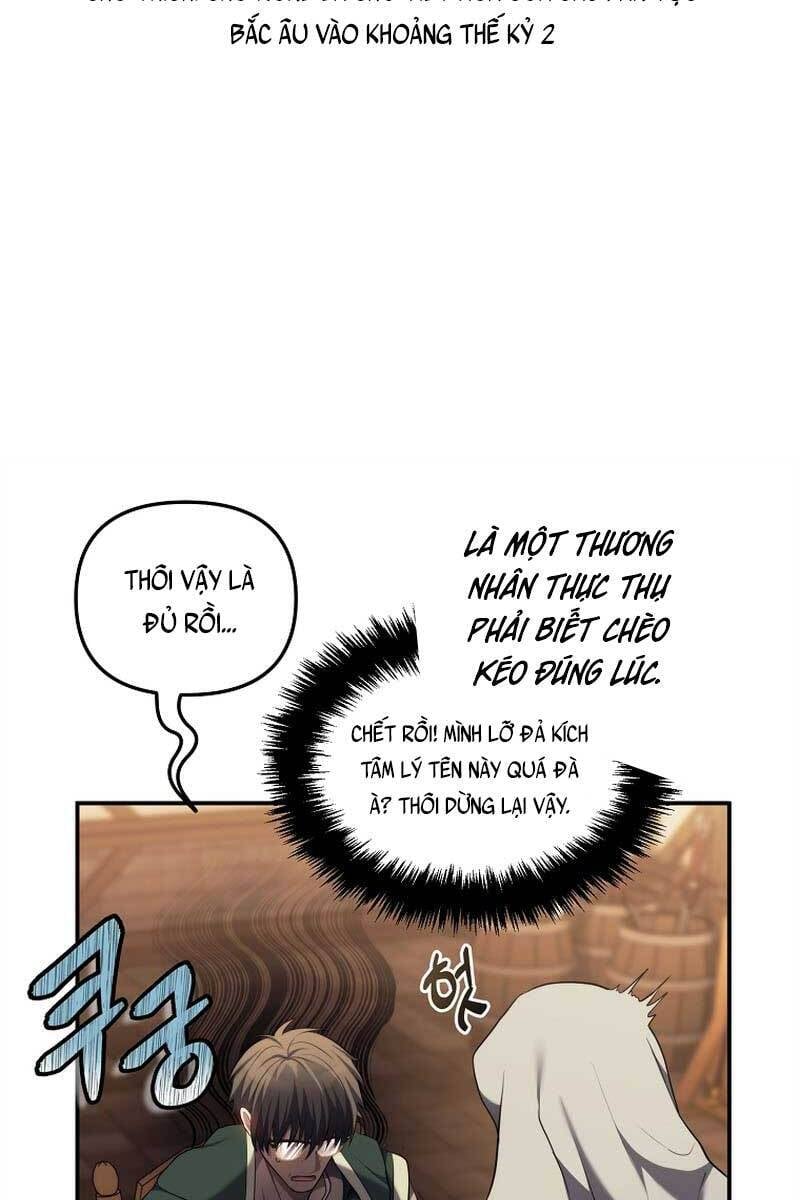 BẮC ÂU VÀO KHOẢNG THẾ KỶ 2
THÔI VẬY LÀ
ĐỦ RỒI...
LÀ MỘT THƯƠNG
NHÂN THỰC THỤ
PHẢI BIẾT CHÈO
KÉO ĐÚNG LÚC.
CHẾT RỒI! MÌNH LỠ ĐẢ KÍCH
TÂM LÝ TÊN NÀY QUÁ ĐÀ
À? THÔI DỪNG LẠI VẬY.
쿠궁
헛